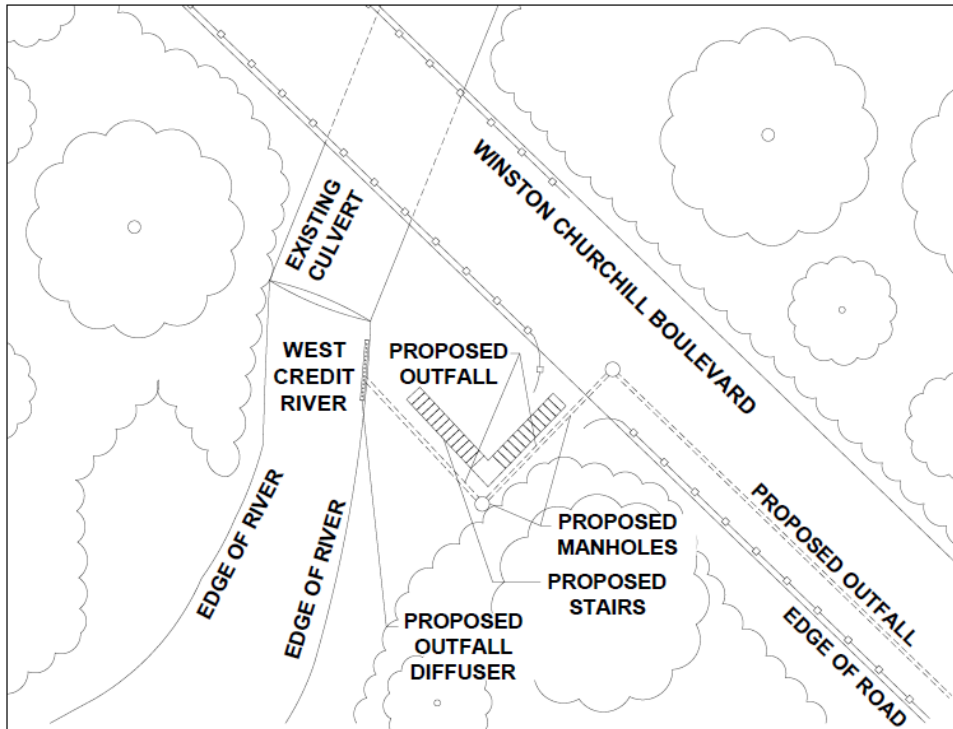 WINSTON CHURCHILL BOULEVARD
EXISTING
CULVERT
WEST
CREDIT
RIVER
PROPOSED
OUTFALL
EDGE OF RIVER
EDGE OF RIVER
PROPOSED
MANHOLES
PROPOSED
STAIRS
PROPOSED
OUTFALL
DIFFUSER
PROPOSED OUTFALL
EDGE OF ROAD